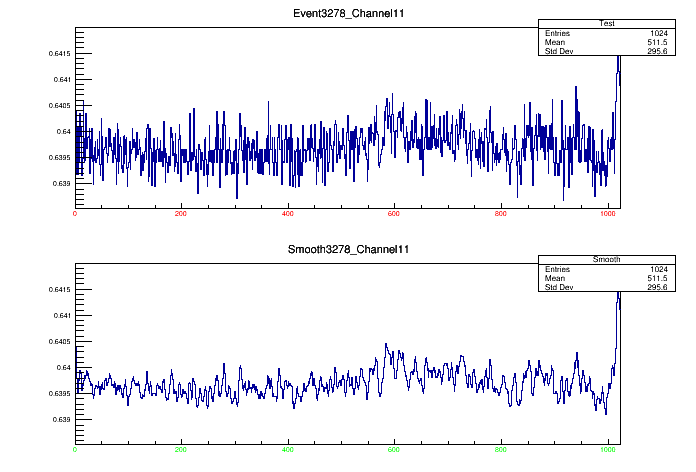 Event3278_Channel11
Test
Entries 1024
Mean 511.5
Std Dev 295.6
0.6415
0.641
0.6405
0.64
0.6395
0.639
0 200 400 600 800 1000
Smooth3278_Channel11
Smooth
Entries 1024
Mean 511.5
Std Dev 295.6
0.6415
0.641
0.6405
0.64
0.6395
0.639
0 200 400 600 800 1000